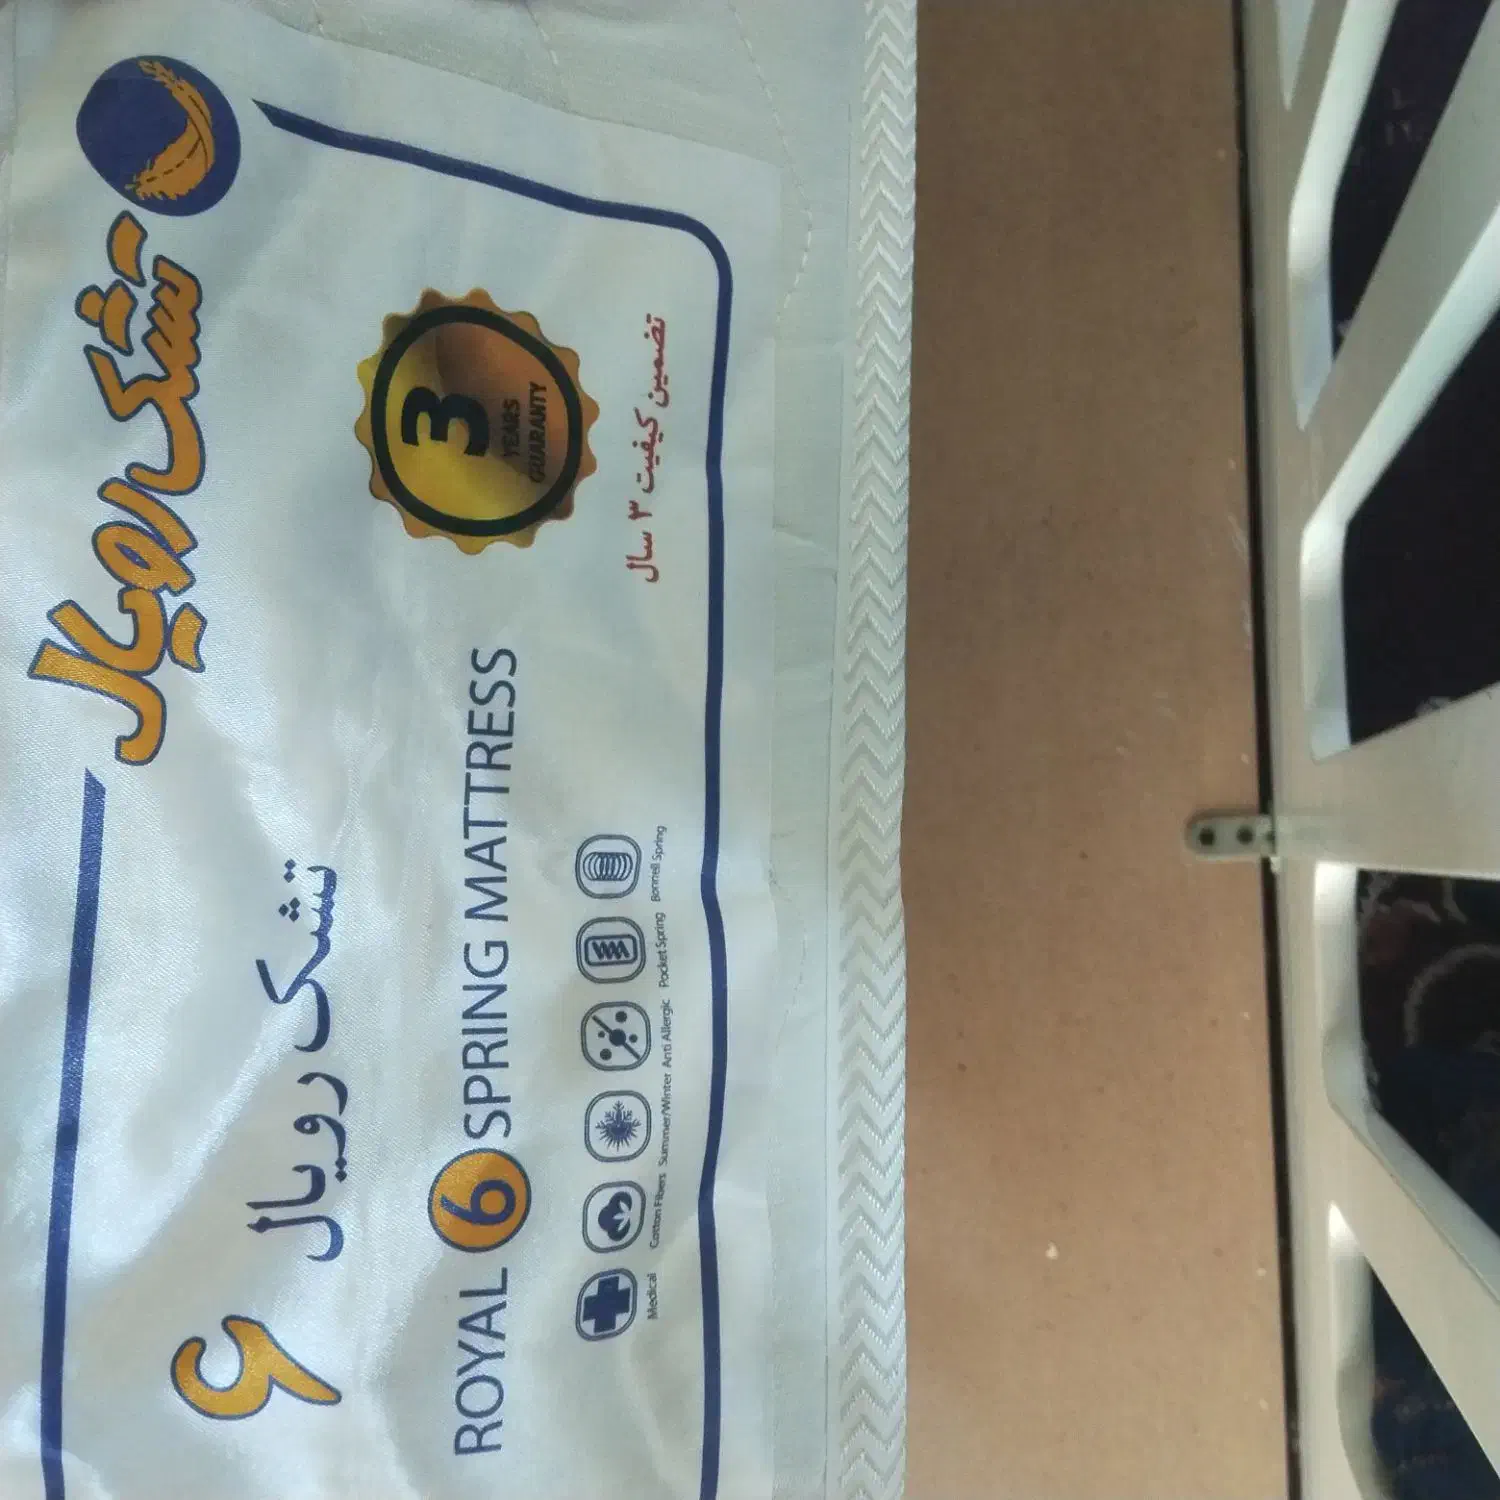 تشک رویال
3
YEARS
GUARANTY
تضمین کیفیت ۳ سال
تشک رویال ۶
ROYAL 6 SPRING MATTRESS
Medical Cotton Fibers Summer/Winter Anti Allergic Pocket Spring Bonnell Spring